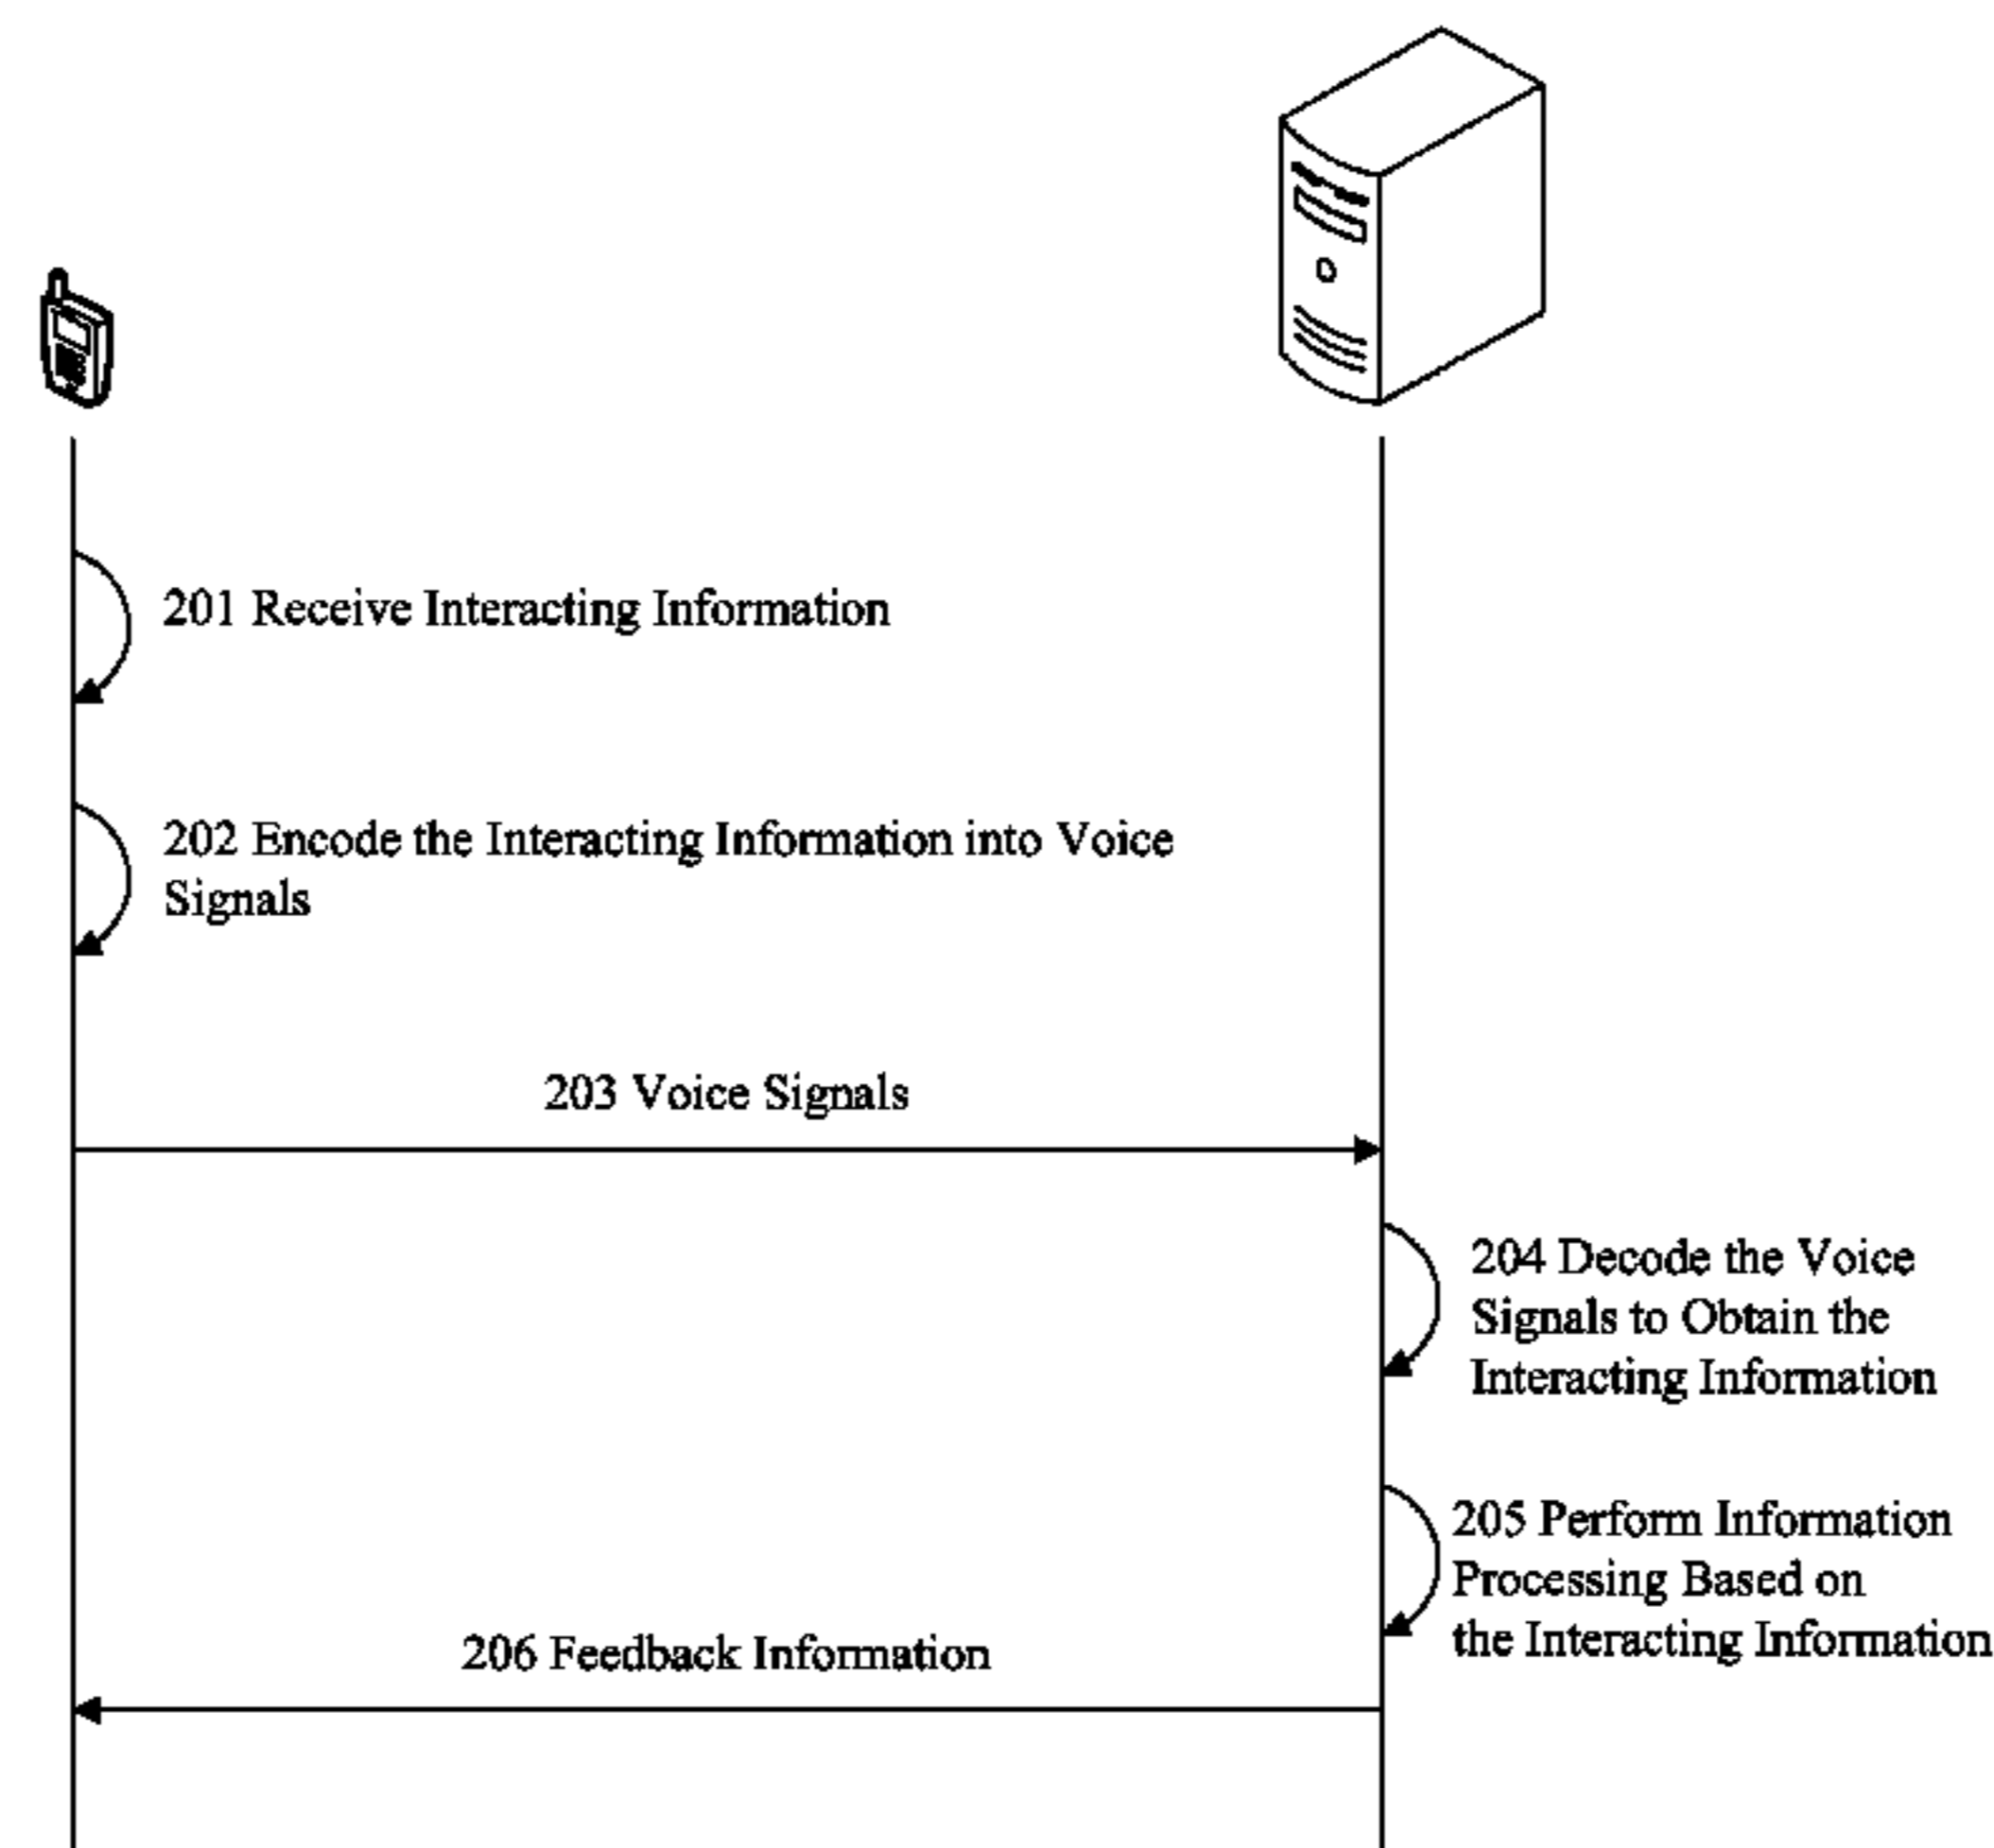 201 Receive Interacting Information
202 Encode the Interacting Information into Voice
Signals
203 Voice Signals
204 Decode the Voice
Signals to Obtain the
Interacting Information
205 Perform Information
Processing Based on
the Interacting Information
206 Feedback Information